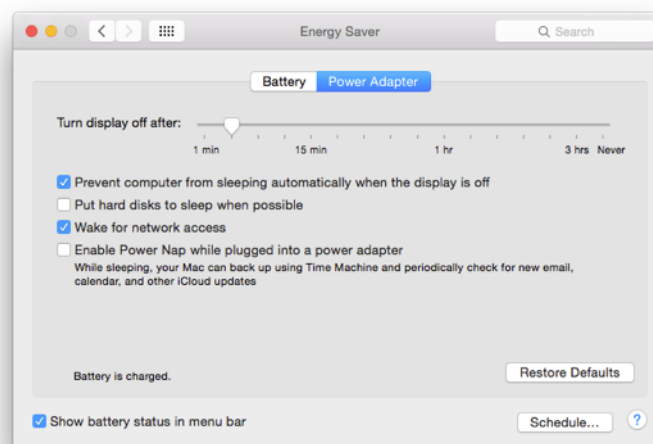 Energy Saver
Search
Battery Power Adapter
Turn display off after:
1 min 15 min 1 hr 3 hrs Never
Prevent computer from sleeping automatically when the display is off
Put hard disks to sleep when possible
Wake for network access
Enable Power Nap while plugged into a power adapter
While sleeping, your Mac can back up using Time Machine and periodically check for new email,
calendar, and other iCloud updates
Battery is charged.
Restore Defaults
Show battery status in menu bar
Schedule... ?